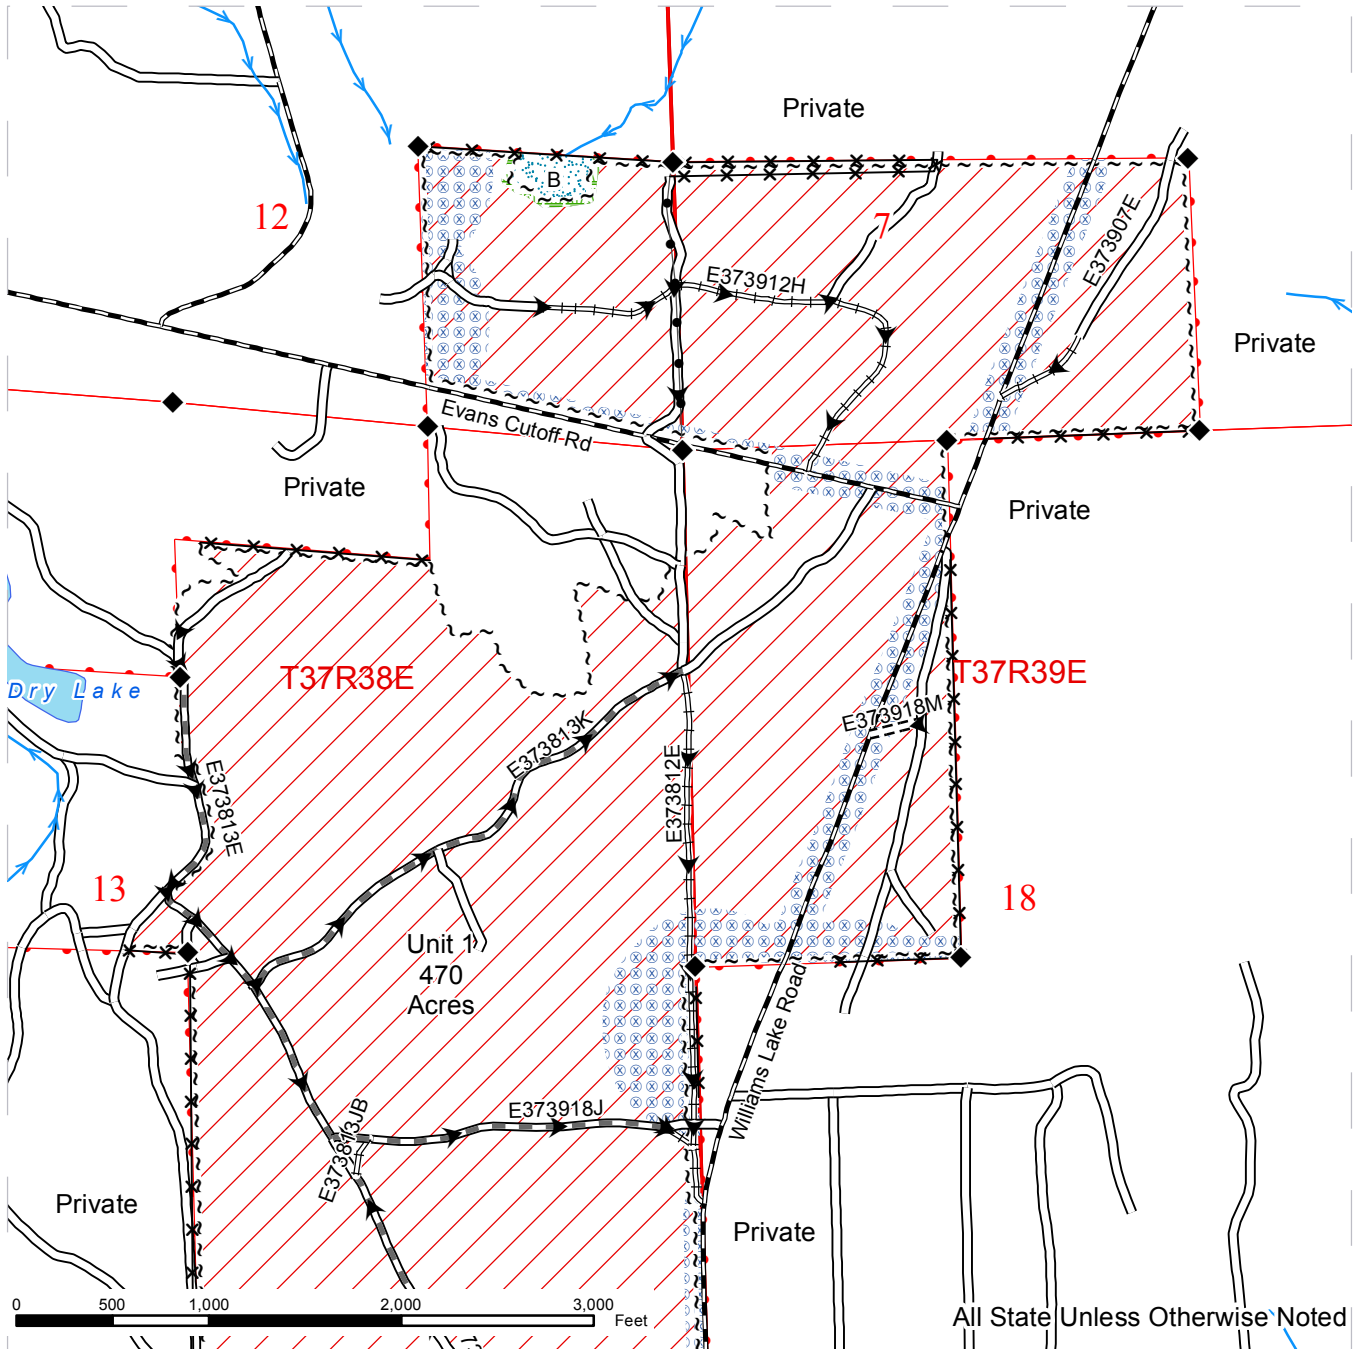 Private
12
B
7
E373907E
E373912H
Private
Evans Cutoff Rd
Private
Private
T37R38E
T37R39E
Dry Lake
E373918M
E373813K
E373812E
E373813E
13
18
Unit 1
470
Acres
Williams Lake Road
E373918J
E373813JB
Private
Private
0 500 1,000 2,000 3,000
Feet
All State Unless Otherwise Noted